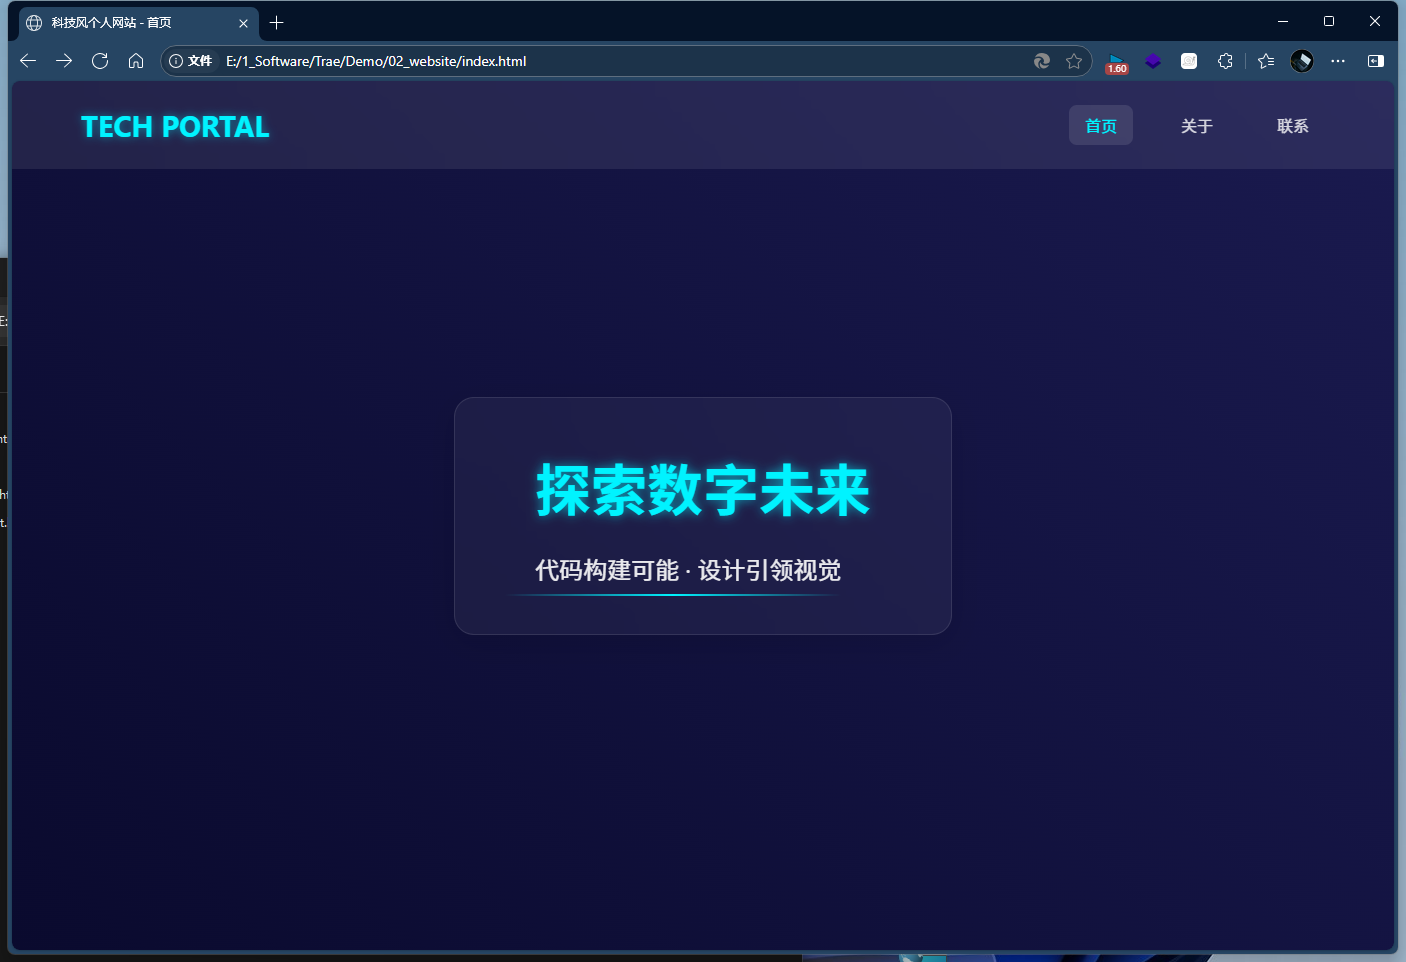 科技风个人网站 - 首页
文件 E:/1_Software/Trae/Demo/02_website/index.html
1.60
TECH PORTAL
首页 关于 联系
探索数字未来
代码构建可能 · 设计引领视觉
E:
nt
ht
t.